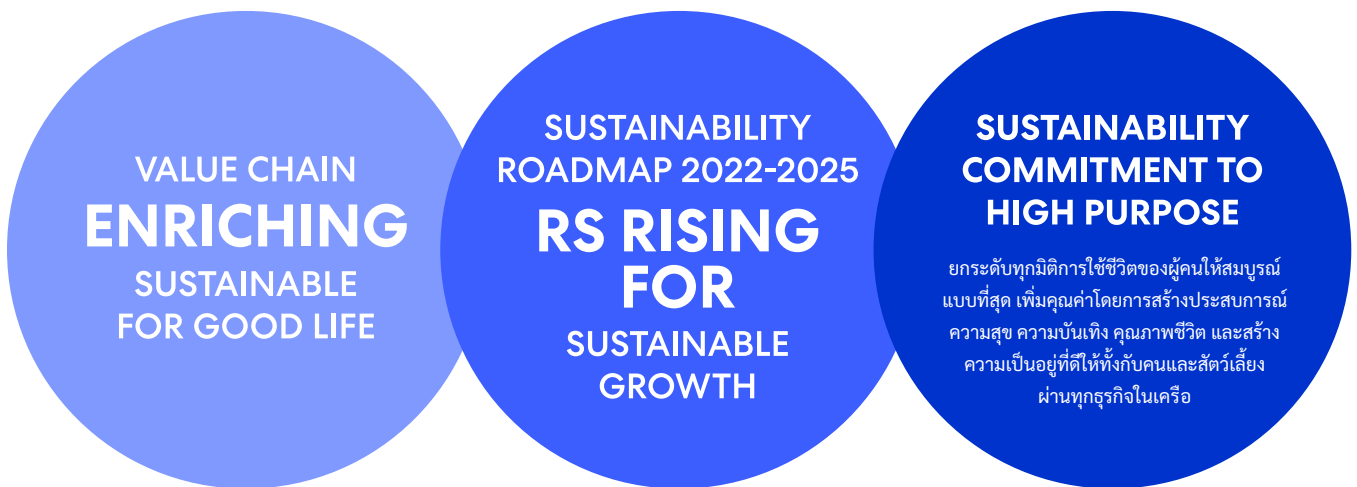 VALUE CHAIN
ENRICHING
SUSTAINABLE
FOR GOOD LIFE
SUSTAINABILITY
ROADMAP 2022-2025
RS RISING
FOR
SUSTAINABLE
GROWTH
SUSTAINABILITY
COMMITMENT TO
HIGH PURPOSE
ยกระดับทุกมิติการใช้ชีวิตของผู้คนให้สมบูรณ์
แบบที่สุด เพิ่มคุณค่าโดยการสร้างประสบการณ์
ความสุข ความบันเทิง คุณภาพชีวิต และสร้าง
ความเป็นอยู่ที่ดีให้ทั้งกับคนและสัตว์เลี้ยง
ผ่านทุกธุรกิจในเครือ